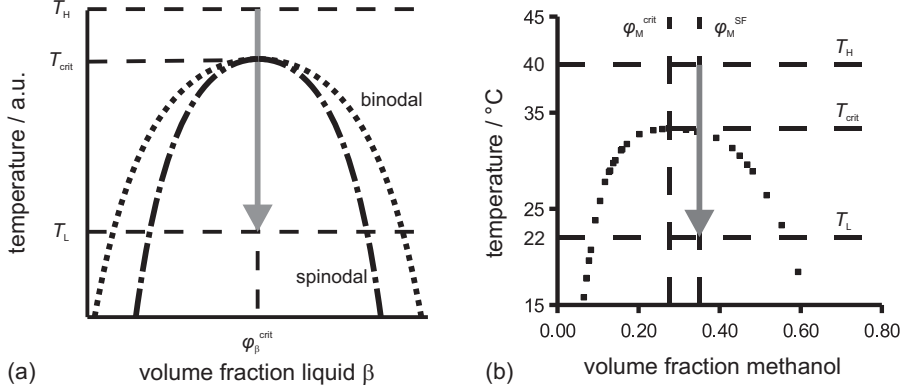 T_H
T_crit
T_L
temperature / a.u.
binodal
spinodal
φ_β^crit
(a)
volume fraction liquid β
φ_M^crit
φ_M^SF
T_H
T_crit
T_L
40
35
25
22
15
temperature / °C
0.00 0.20 0.40 0.60 0.80
(b)
volume fraction methanol